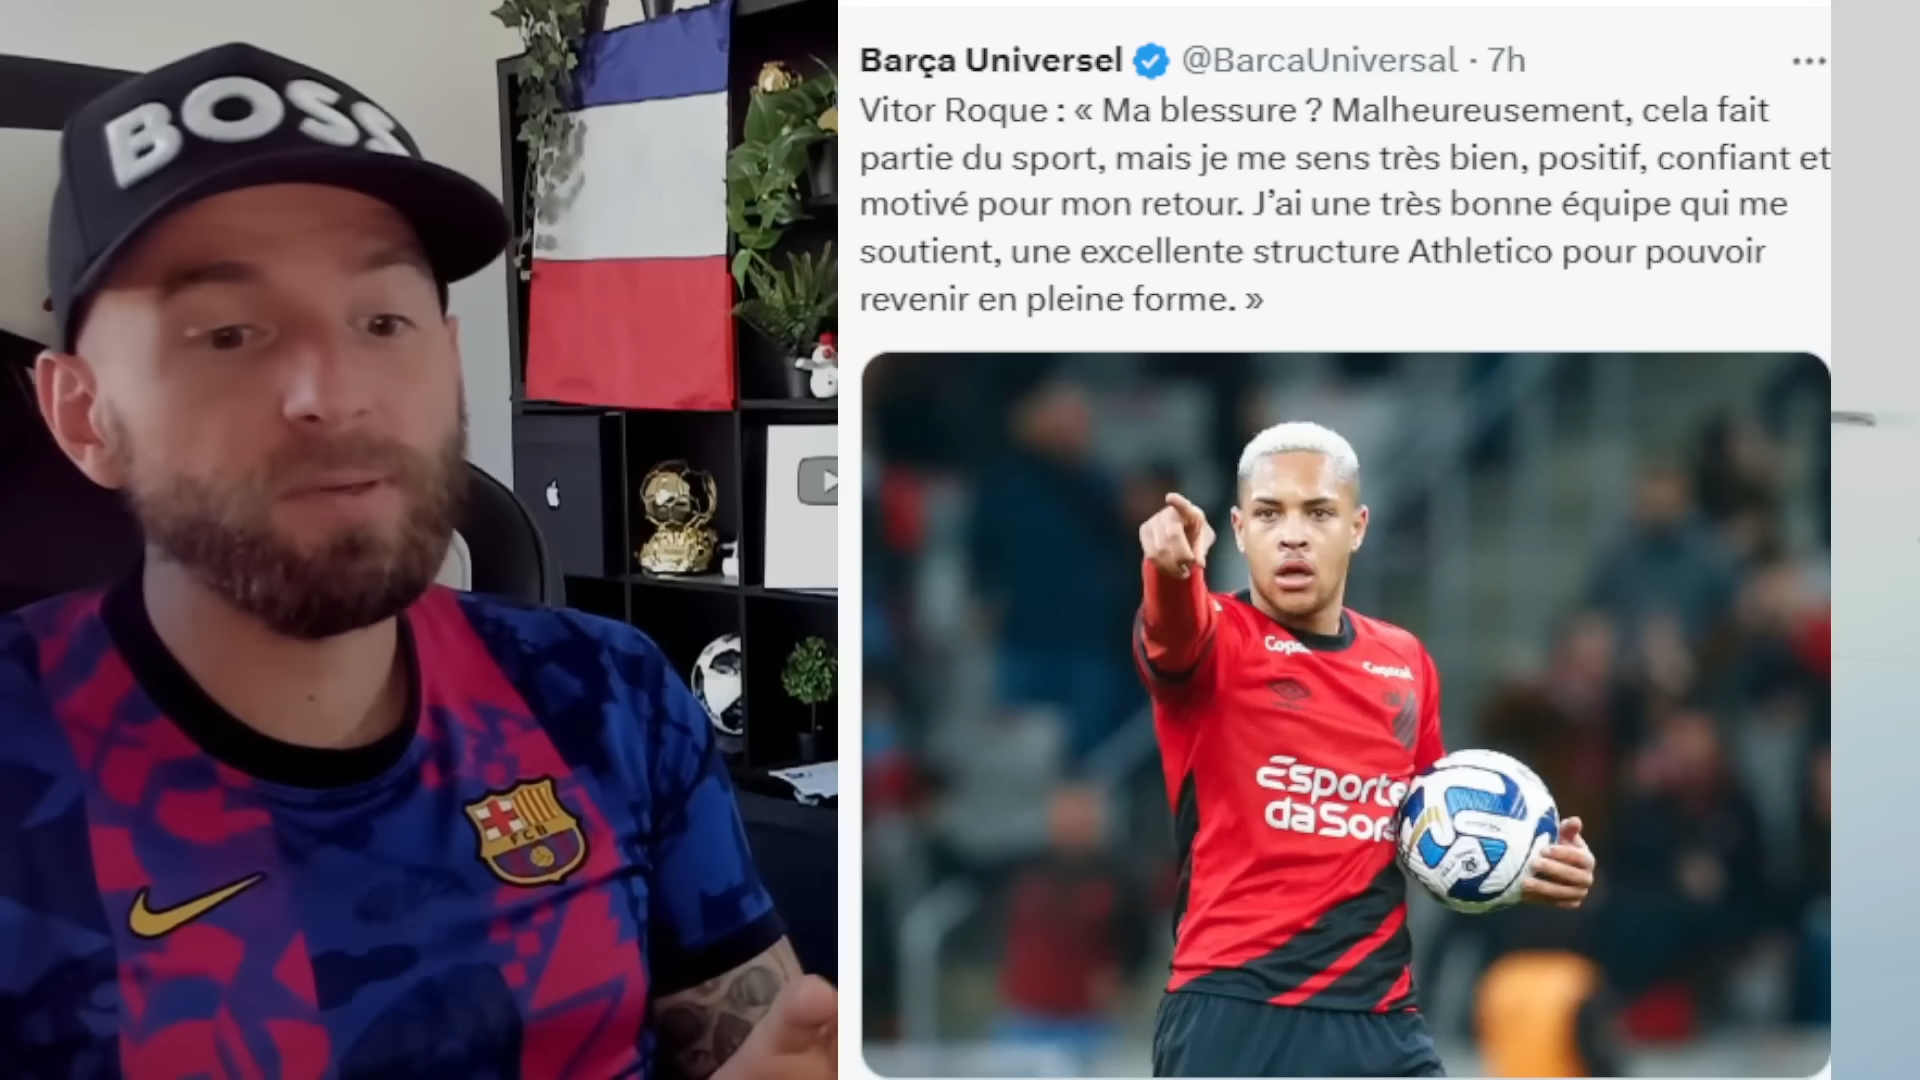 BOSS
Barça Universel @BarcaUniversal · 7h
Vitor Roque : « Ma blessure ? Malheureusement, cela fait
partie du sport, mais je me sens très bien, positif, confiant et
motivé pour mon retour. J’ai une très bonne équipe qui me
soutient, une excellente structure Athletico pour pouvoir
revenir en pleine forme. »
FCB
Esporte
daSor